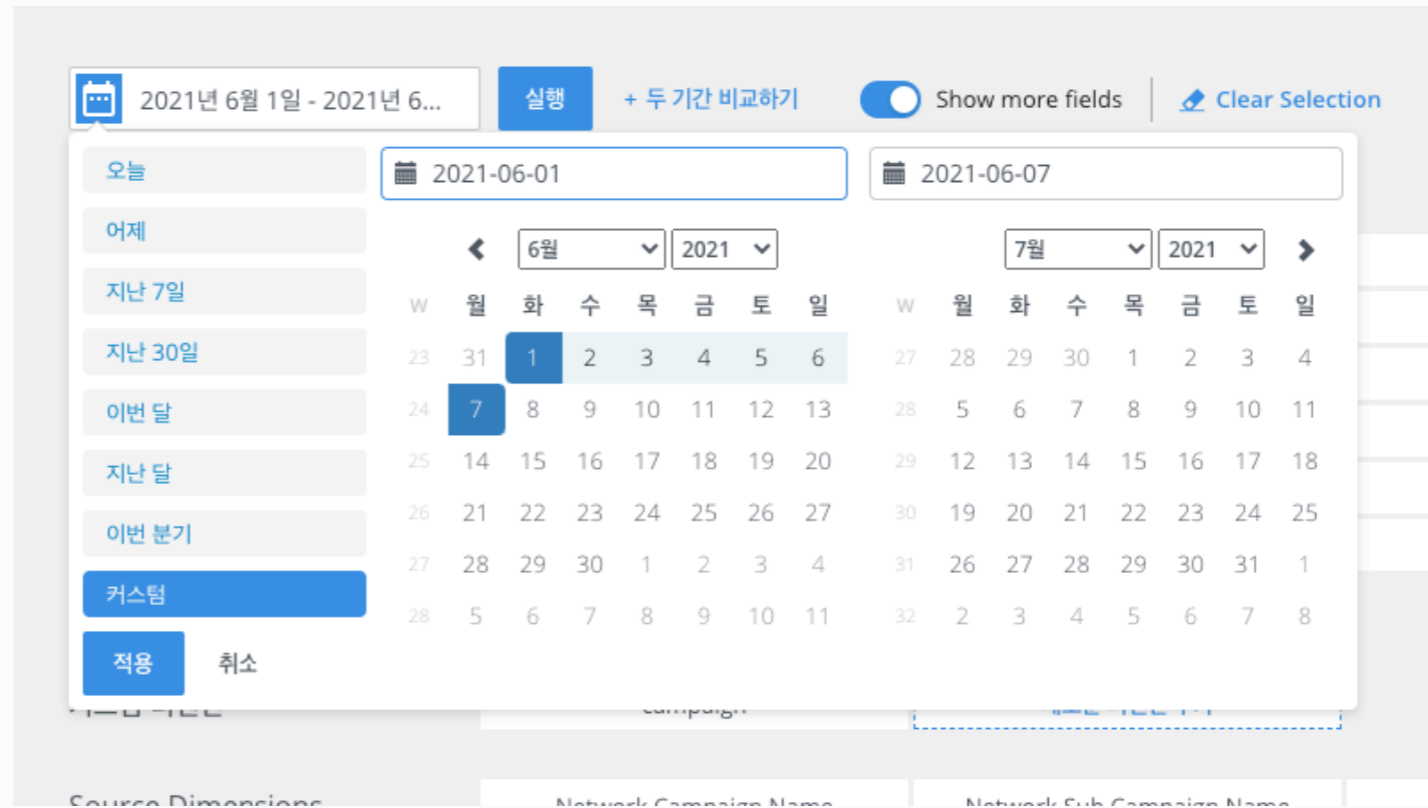 2021년 6월 1일 - 2021년 6... 실행 + 두 기간 비교하기 Show more fields Clear Selection
오늘
어제
지난 7일
지난 30일
이번 달
지난 달
이번 분기
커스텀
적용 취소
2021-06-01
6월 2021
W 월 화 수 목 금 토 일
23 31 1 2 3 4 5 6
24 7 8 9 10 11 12 13
25 14 15 16 17 18 19 20
26 21 22 23 24 25 26 27
27 28 29 30 1 2 3 4
28 5 6 7 8 9 10 11
2021-06-07
7월 2021
W 월 화 수 목 금 토 일
27 28 29 30 1 2 3 4
28 5 6 7 8 9 10 11
29 12 13 14 15 16 17 18
30 19 20 21 22 23 24 25
31 26 27 28 29 30 31 1
32 2 3 4 5 6 7 8
Campaign
Source Dimensions Network Campaign Name Network Sub Campaign Name